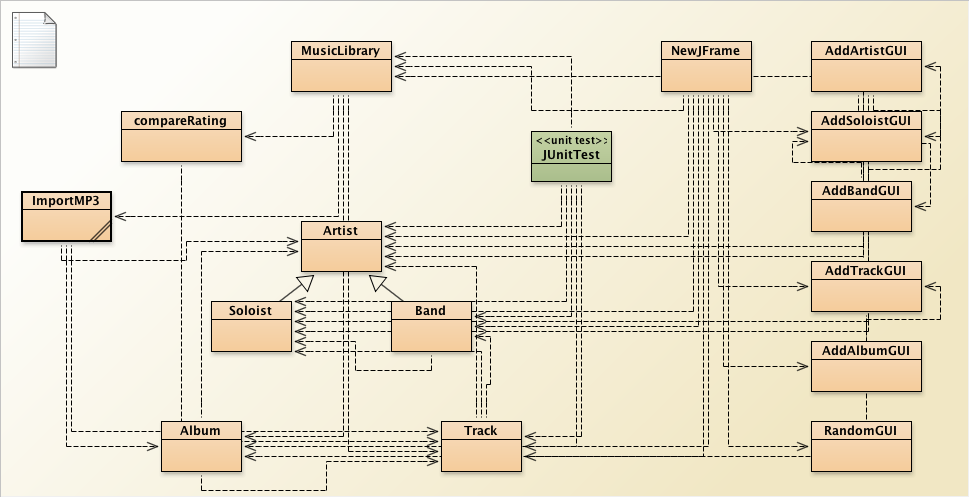 MusicLibrary
NewJFrame
AddArtistGUI
compareRating
AddSoloistGUI
<<unit test>>
JUnitTest
ImportMP3
AddBandGUI
Artist
AddTrackGUI
Soloist
Band
AddAlbumGUI
Album
Track
RandomGUI